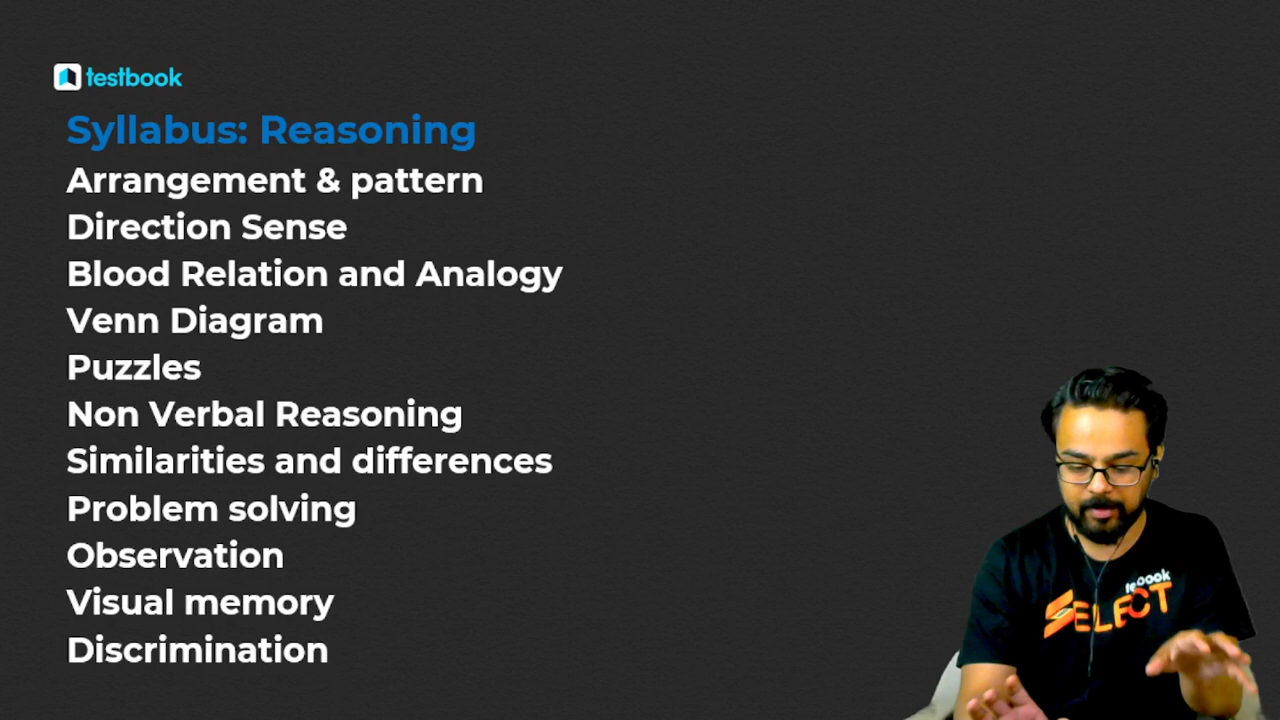 testbook
Syllabus: Reasoning
Arrangement & pattern
Direction Sense
Blood Relation and Analogy
Venn Diagram
Puzzles
Non Verbal Reasoning
Similarities and differences
Problem solving
Observation
Visual memory
Discrimination
SELECT